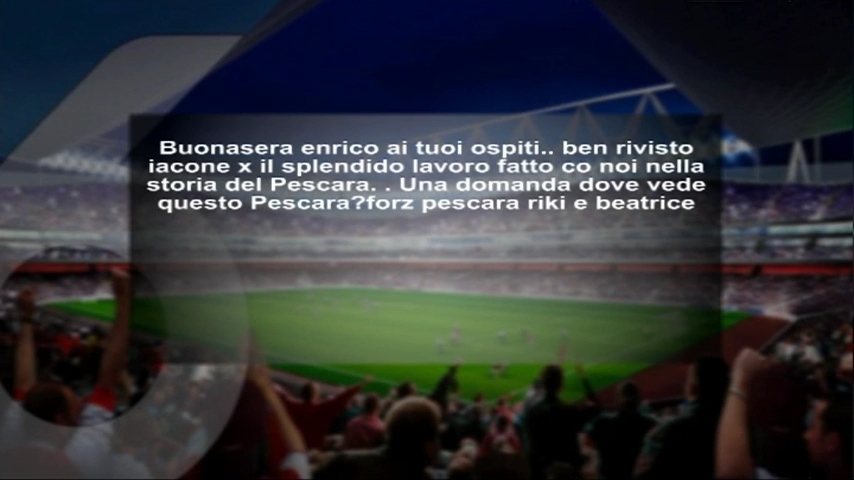 Buonasera enrico ai tuoi ospiti.. ben rivisto
iacone x il splendido lavoro fatto co noi nella
storia del Pescara. . Una domanda dove vede
questo Pescara?forz pescara riki e beatrice